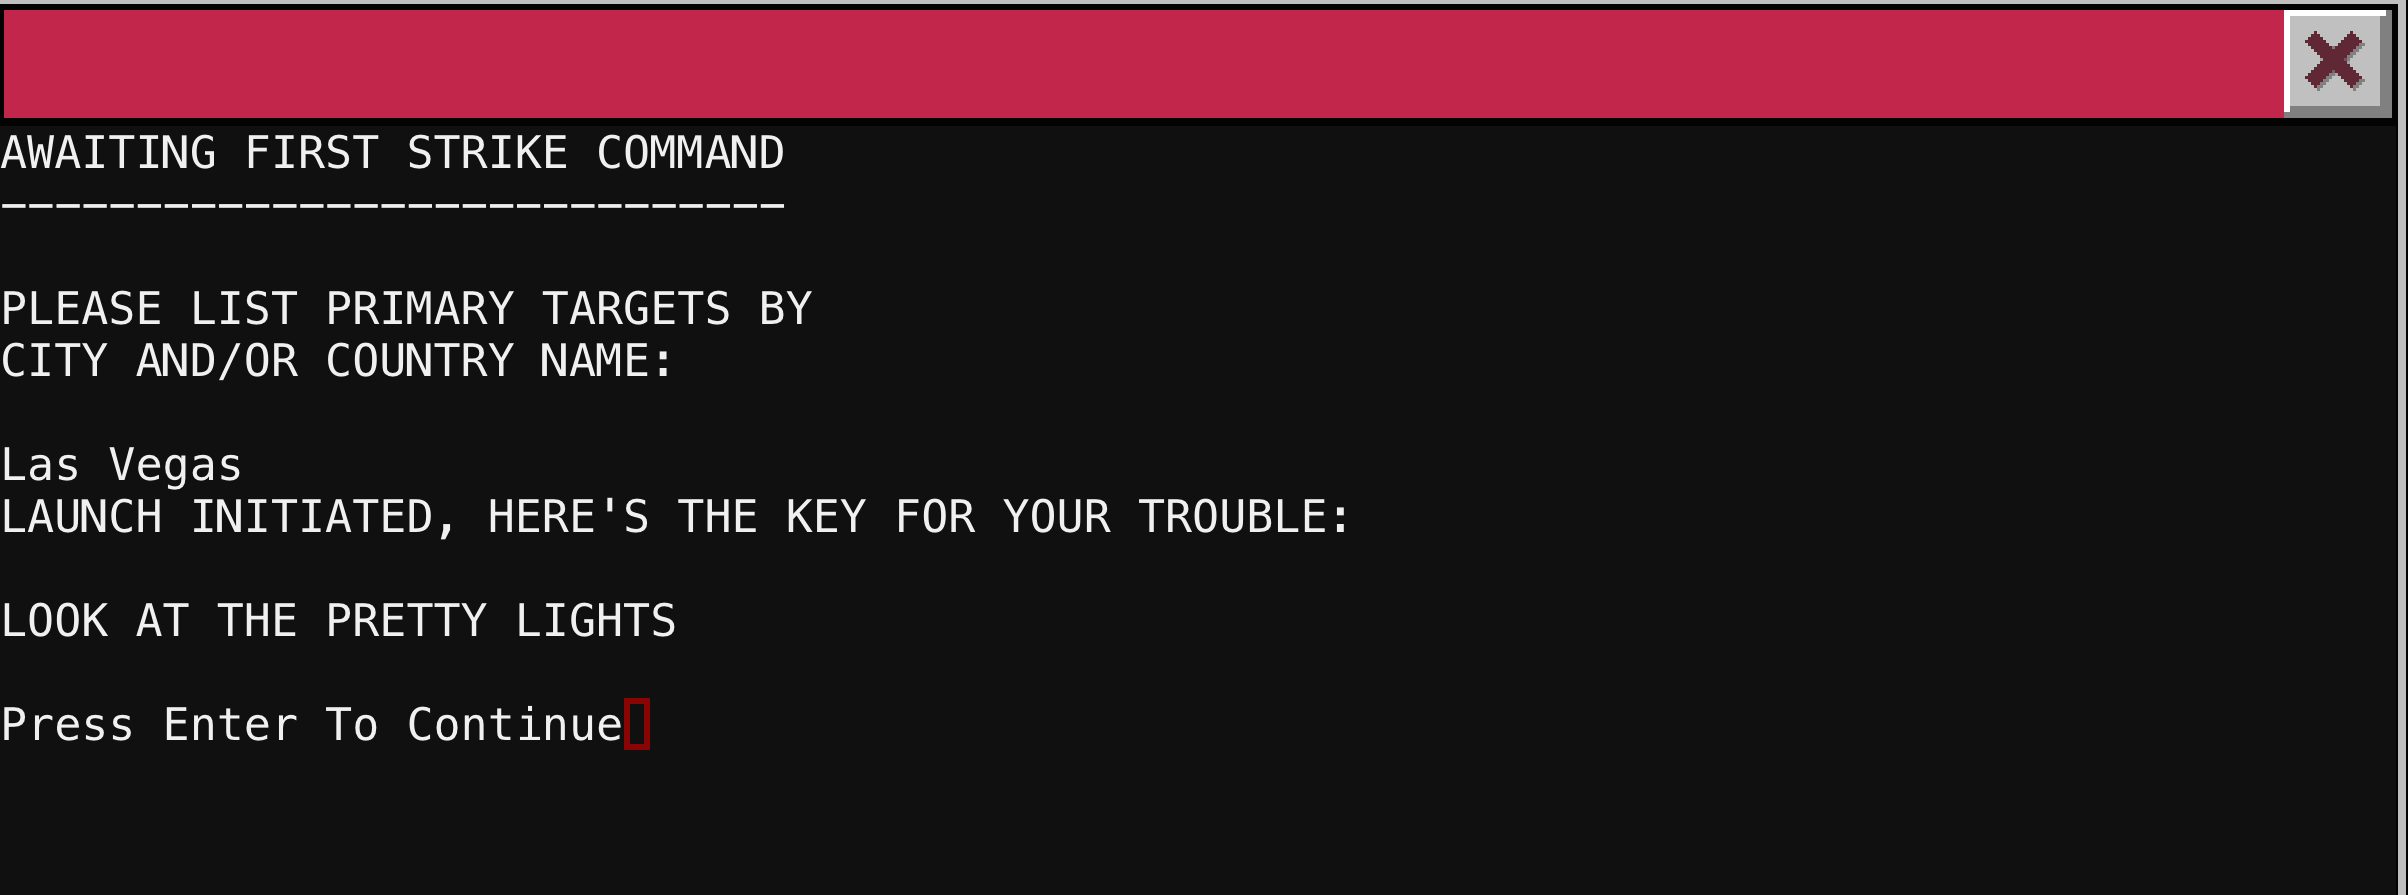 AWAITING FIRST STRIKE COMMAND
-----------------------------
PLEASE LIST PRIMARY TARGETS BY
CITY AND/OR COUNTRY NAME:
Las Vegas
LAUNCH INITIATED, HERE'S THE KEY FOR YOUR TROUBLE:
LOOK AT THE PRETTY LIGHTS
Press Enter To Continue